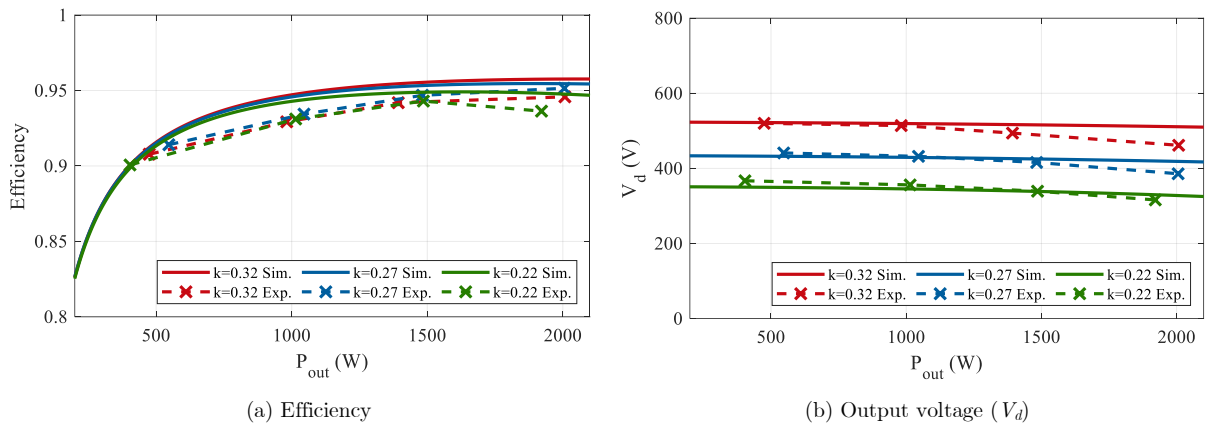 1
0.95
0.9
0.85
0.8
Efficiency
500
1000
1500
2000
P_out (W)
k=0.32 Sim.
k=0.27 Sim.
k=0.22 Sim.
k=0.32 Exp.
k=0.27 Exp.
k=0.22 Exp.
(a) Efficiency
800
600
400
200
0
V_d (V)
500
1000
1500
2000
P_out (W)
k=0.32 Sim.
k=0.27 Sim.
k=0.22 Sim.
k=0.32 Exp.
k=0.27 Exp.
k=0.22 Exp.
(b) Output voltage (V_d)